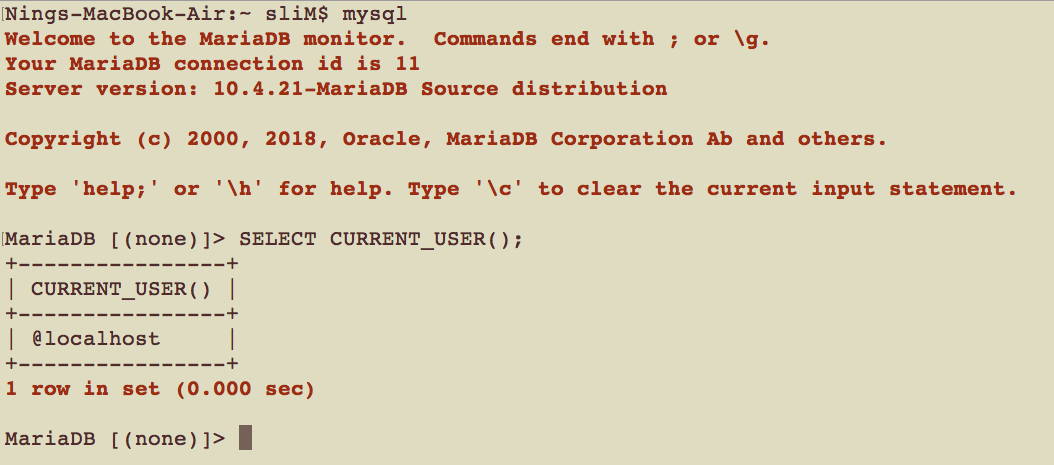 Nings-MacBook-Air:~ sliM$ mysql
Welcome to the MariaDB monitor.  Commands end with ; or \g.
Your MariaDB connection id is 11
Server version: 10.4.21-MariaDB Source distribution

Copyright (c) 2000, 2018, Oracle, MariaDB Corporation Ab and others.

Type 'help;' or '\h' for help. Type '\c' to clear the current input statement.

MariaDB [(none)]> SELECT CURRENT_USER();
+----------------+
| CURRENT_USER() |
+----------------+
| @localhost     |
+----------------+
1 row in set (0.000 sec)

MariaDB [(none)]>